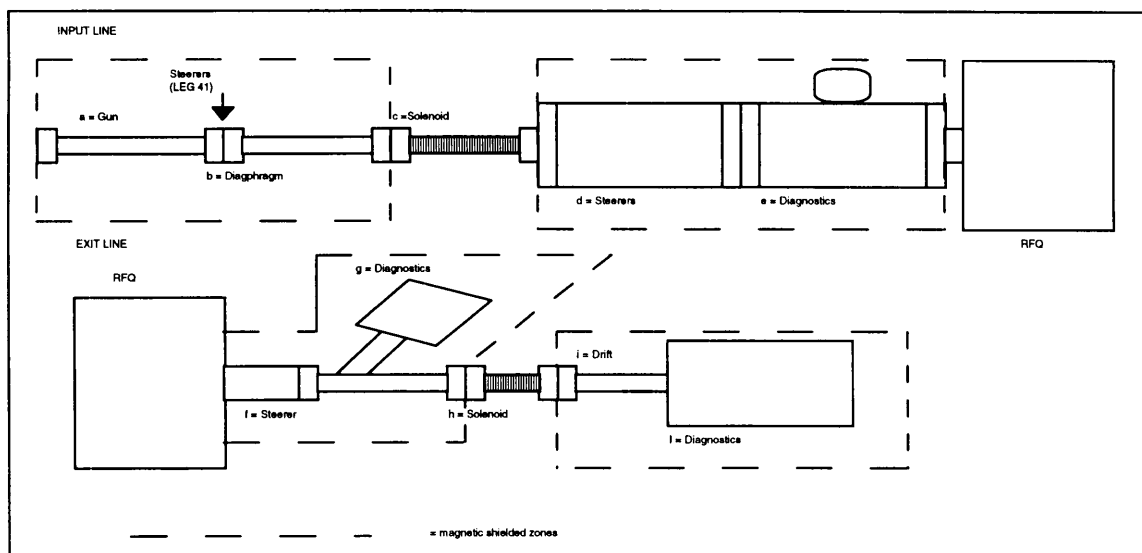 INPUT LINE
Steerers
(LEG 41)
a = Gun
c =Solenoid
b = Diagphragm
d = Steerers
e = Diagnostics
RFQ
EXIT LINE
RFQ
g = Diagnostics
i = Drift
f = Steerer
h = Solenoid
l = Diagnostics
= magnetic shielded zones